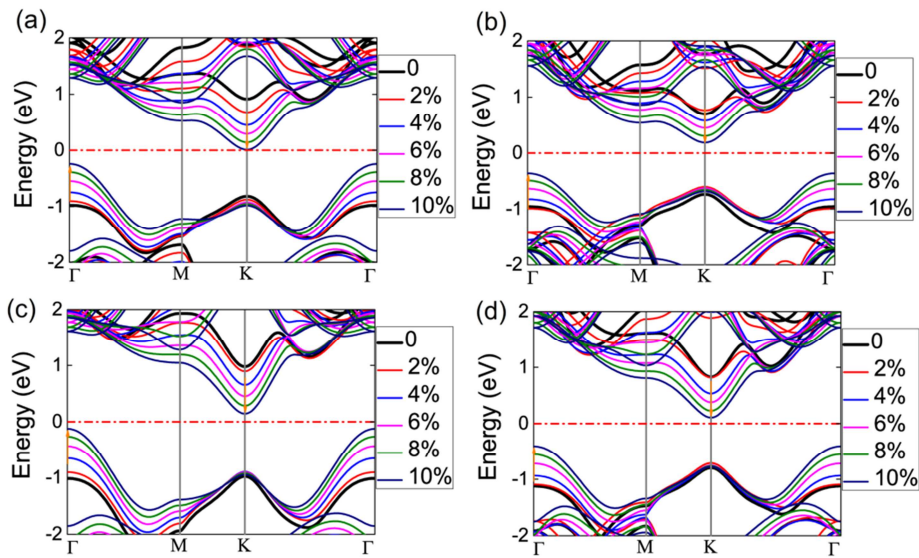 (a)
Energy (eV)
2
1
0
-1
-2
Γ
M
K
Γ
0
2%
4%
6%
8%
10%
(b)
Energy (eV)
2
1
0
-1
-2
Γ
M
K
Γ
0
2%
4%
6%
8%
10%
(c)
Energy (eV)
2
1
0
-1
-2
Γ
M
K
Γ
0
2%
4%
6%
8%
10%
(d)
Energy (eV)
2
1
0
-1
-2
Γ
M
K
Γ
0
2%
4%
6%
8%
10%